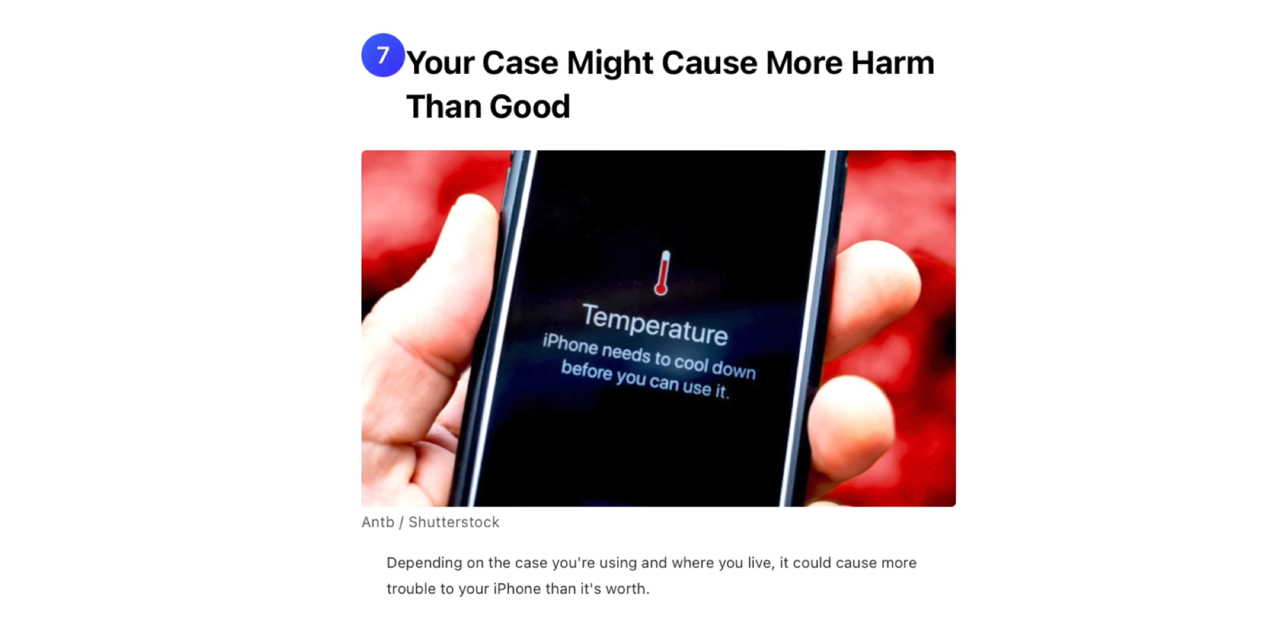 7
Your Case Might Cause More Harm
Than Good
Temperature
iPhone needs to cool down
before you can use it.
Antb / Shutterstock
Depending on the case you're using and where you live, it could cause more
trouble to your iPhone than it's worth.